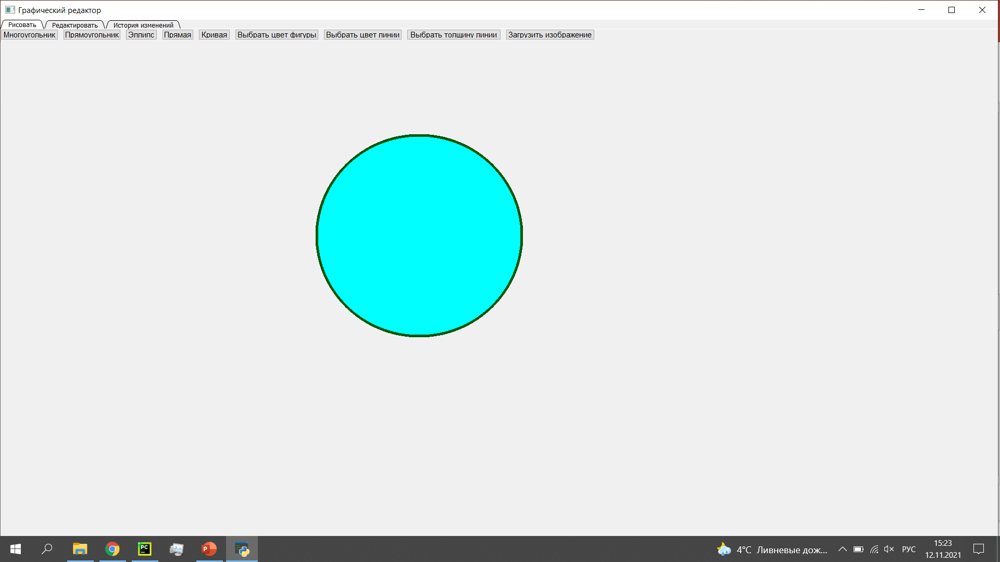 Графический редактор
Рисовать Редактировать История изменений
Многоугольник Прямоугольник Эллипс Прямая Кривая Выбрать цвет фигуры Выбрать цвет линии Выбрать толщину линии Загрузить изображение
PC P 4°C Ливневые дож... РУС 15:23
12.11.2021